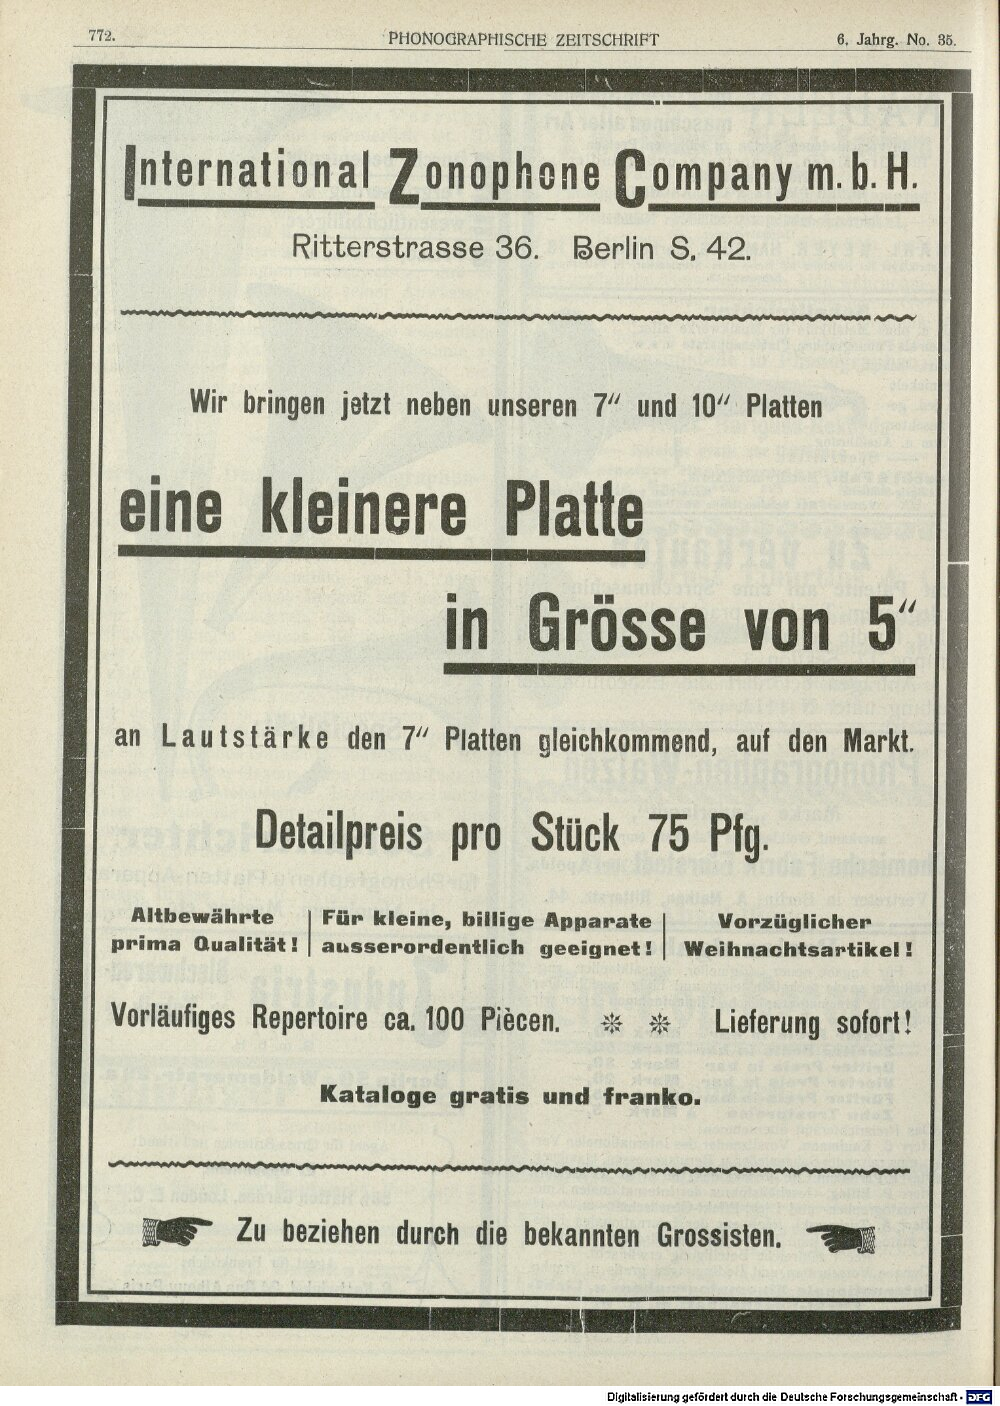 772. PHONOGRAPHISCHE ZEITSCHRIFT 6. Jahrg. No. 35.
International Zonophone Company m. b. H.
Ritterstrasse 36. Berlin S. 42.
Wir bringen jetzt neben unseren 7“ und 10“ Platten
eine kleinere Platte
in Grösse von 5“
an Lautstärke den 7“ Platten gleichkommend, auf den Markt.
Detailpreis pro Stück 75 Pfg.
Altbewährte
prima Qualität!
Für kleine, billige Apparate
ausserordentlich geeignet!
Vorzüglicher
Weihnachtsartikel!
Vorläufiges Repertoire ca. 100 Piècen. Lieferung sofort!
Kataloge gratis und franko.
Zu beziehen durch die bekannten Grossisten.
Digitalisierung gefördert durch die Deutsche Forschungsgemeinschaft - DFG